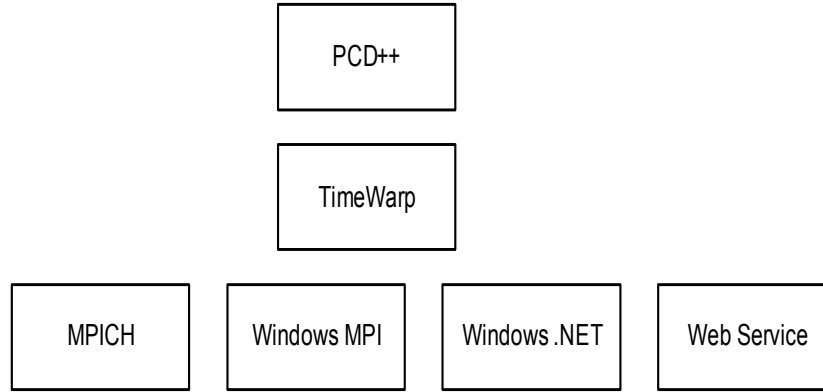 PCD++
TimeWarp
MPICH
Windows MPI
Windows .NET
Web Service